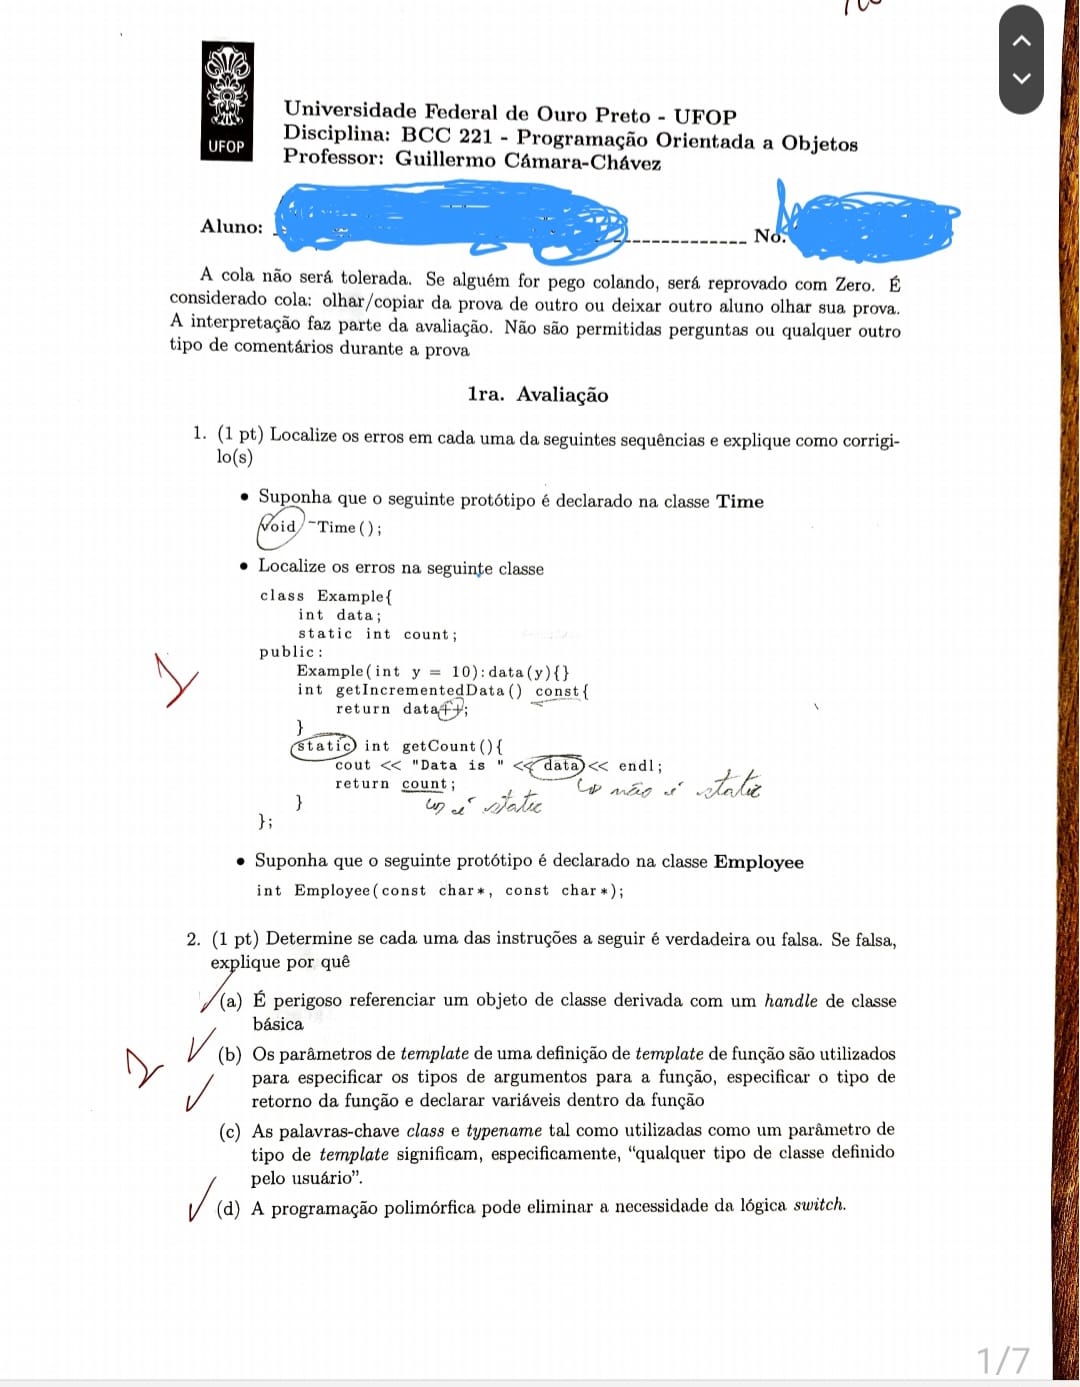 UFOP
Universidade Federal de Ouro Preto - UFOP
Disciplina: BCC 221 - Programação Orientada a Objetos
Professor: Guillermo Cámara-Chávez
Aluno:
No.
A cola não será tolerada. Se alguém for pego colando, será reprovado com Zero. É
considerado cola: olhar/copiar da prova de outro ou deixar outro aluno olhar sua prova.
A interpretação faz parte da avaliação. Não são permitidas perguntas ou qualquer outro
tipo de comentários durante a prova
1ra. Avaliação
1. (1 pt) Localize os erros em cada uma da seguintes sequências e explique como corrigi-
lo(s)
• Suponha que o seguinte protótipo é declarado na classe Time
void ~Time();
• Localize os erros na seguinte classe
class Example{
int data;
static int count;
public:
Example(int y = 10):data(y){}
int getIncrementedData() const{
return data++;
}
static int getCount(){
cout << "Data is " << data << endl;
return count;
não é static
é static
}
};
1
• Suponha que o seguinte protótipo é declarado na classe Employee
int Employee(const char*, const char*);
2. (1 pt) Determine se cada uma das instruções a seguir é verdadeira ou falsa. Se falsa,
explique por quê
(a) É perigoso referenciar um objeto de classe derivada com um handle de classe
básica
(b) Os parâmetros de template de uma definição de template de função são utilizados
para especificar os tipos de argumentos para a função, especificar o tipo de
retorno da função e declarar variáveis dentro da função
1
(c) As palavras-chave class e typename tal como utilizadas como um parâmetro de
tipo de template significam, especificamente, “qualquer tipo de classe definido
pelo usuário”.
(d) A programação polimórfica pode eliminar a necessidade da lógica switch.
1/7